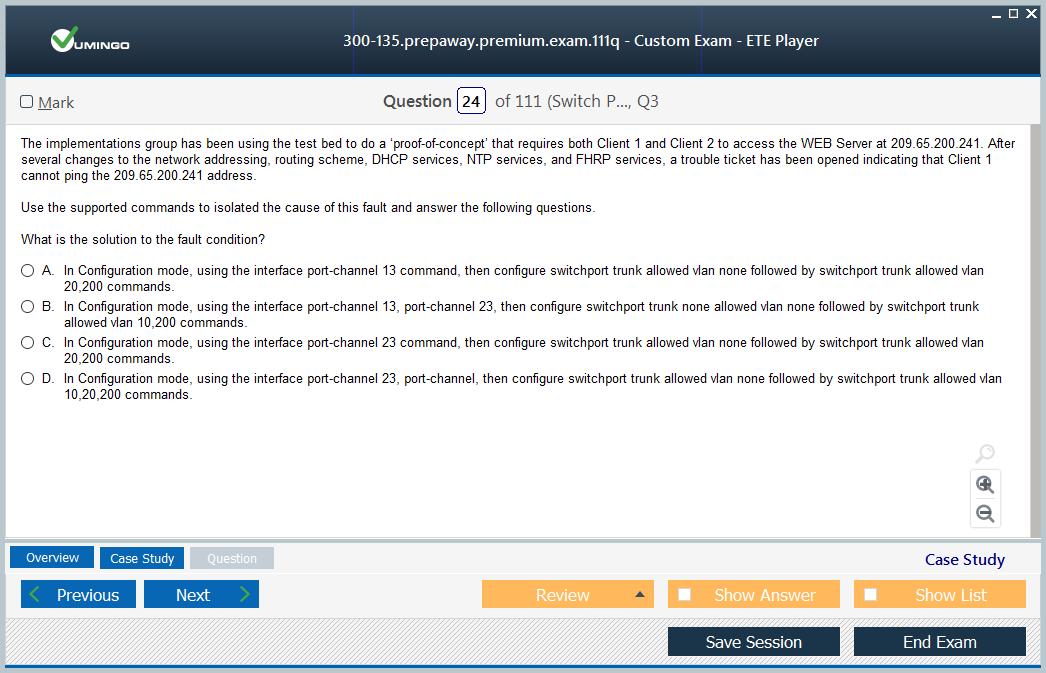 300-135.prepaway.premium.exam.111q - Custom Exam - ETE Player
VUMINGO
Mark
Question 24 of 111 (Switch P..., Q3
The implementations group has been using the test bed to do a 'proof-of-concept' that requires both Client 1 and Client 2 to access the WEB Server at 209.65.200.241. After
several changes to the network addressing, routing scheme, DHCP services, NTP services, and FHRP services, a trouble ticket has been opened indicating that Client 1
cannot ping the 209.65.200.241 address.
Use the supported commands to isolated the cause of this fault and answer the following questions.
What is the solution to the fault condition?
A. In Configuration mode, using the interface port-channel 13 command, then configure switchport trunk allowed vlan none followed by switchport trunk allowed vlan
20,200 commands.
B. In Configuration mode, using the interface port-channel 13, port-channel 23, then configure switchport trunk none allowed vlan none followed by switchport trunk
allowed vlan 10,200 commands.
C. In Configuration mode, using the interface port-channel 23 command, then configure switchport trunk allowed vlan none followed by switchport trunk allowed vlan
20,200 commands.
D. In Configuration mode, using the interface port-channel 23, port-channel, then configure switchport trunk allowed vlan none followed by switchport trunk allowed vlan
10,20,200 commands.
Overview Case Study Question Case Study
Previous Next Review Show Answer Show List
Save Session End Exam